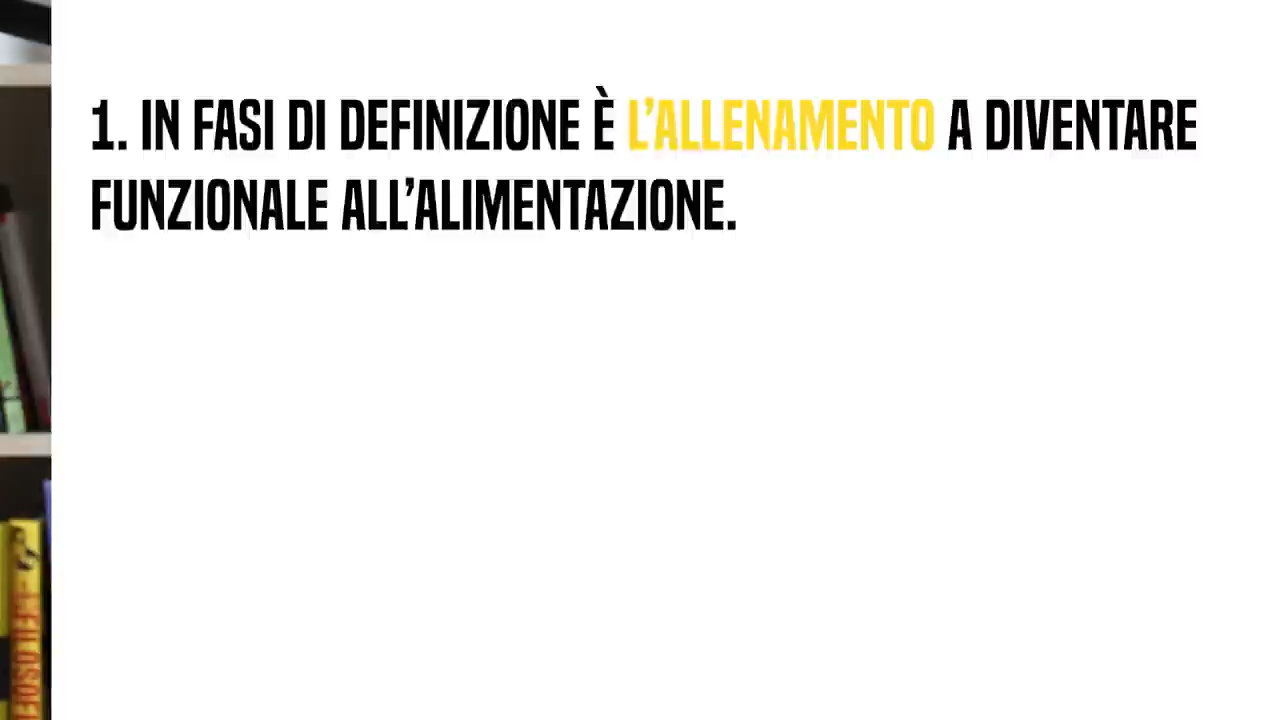 1. IN FASI DI DEFINIZIONE È L'ALLENAMENTO A DIVENTARE
FUNZIONALE ALL'ALIMENTAZIONE.